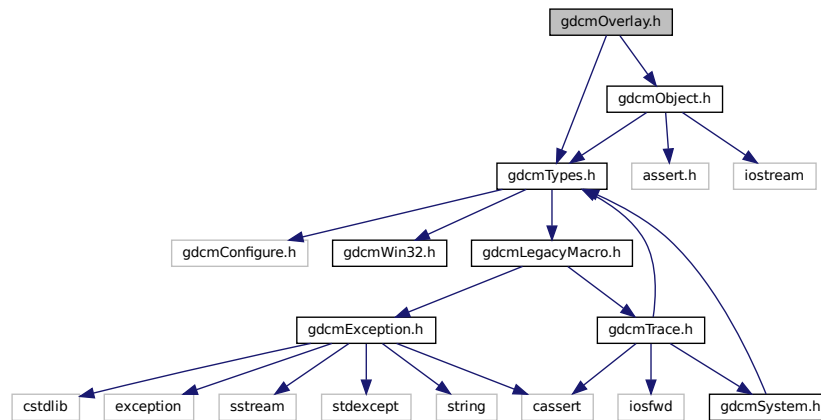 gdcmOverlay.h
gdcmObject.h
gdcmTypes.h
assert.h
iostream
gdcmConfigure.h
gdcmWin32.h
gdcmLegacyMacro.h
gdcmException.h
gdcmTrace.h
cstdlib
exception
sstream
stdexcept
string
cassert
iosfwd
gdcmSystem.h